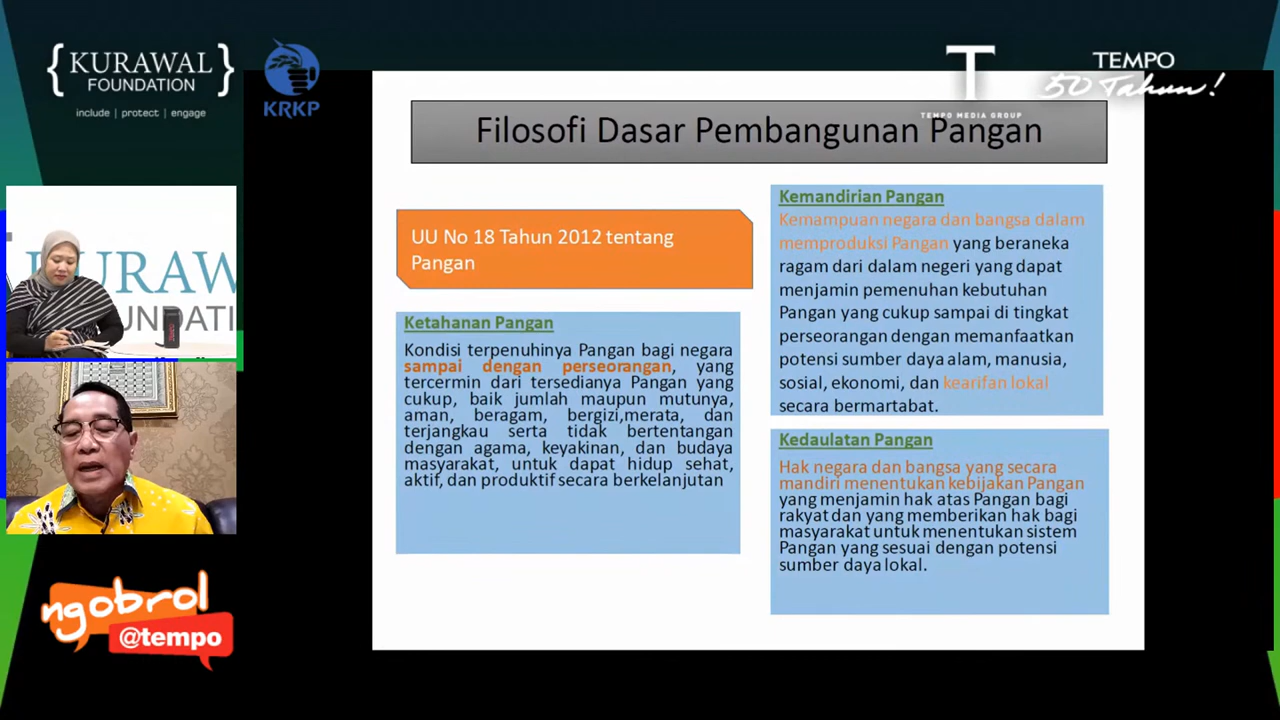 { KURAWAL }
FOUNDATION
include | protect | engage
KRKP
T
TEMPO MEDIA GROUP
TEMPO
50 Tahun!
Filosofi Dasar Pembangunan Pangan
UU No 18 Tahun 2012 tentang
Pangan
Ketahanan Pangan
Kondisi terpenuhinya Pangan bagi negara
sampai dengan perseorangan, yang
tercermin dari tersedianya Pangan yang
cukup, baik jumlah maupun mutunya,
aman, beragam, bergizi,merata, dan
terjangkau serta tidak bertentangan
dengan agama, keyakinan, dan budaya
masyarakat, untuk dapat hidup sehat,
aktif, dan produktif secara berkelanjutan
Kemandirian Pangan
Kemampuan negara dan bangsa dalam
memproduksi Pangan yang beraneka
ragam dari dalam negeri yang dapat
menjamin pemenuhan kebutuhan
Pangan yang cukup sampai di tingkat
perseorangan dengan memanfaatkan
potensi sumber daya alam, manusia,
sosial, ekonomi, dan kearifan lokal
secara bermartabat.
Kedaulatan Pangan
Hak negara dan bangsa yang secara
mandiri menentukan kebijakan Pangan
yang menjamin hak atas Pangan bagi
rakyat dan yang memberikan hak bagi
masyarakat untuk menentukan sistem
Pangan yang sesuai dengan potensi
sumber daya lokal.
URAW
UNDATI
ngobrol
@tempo